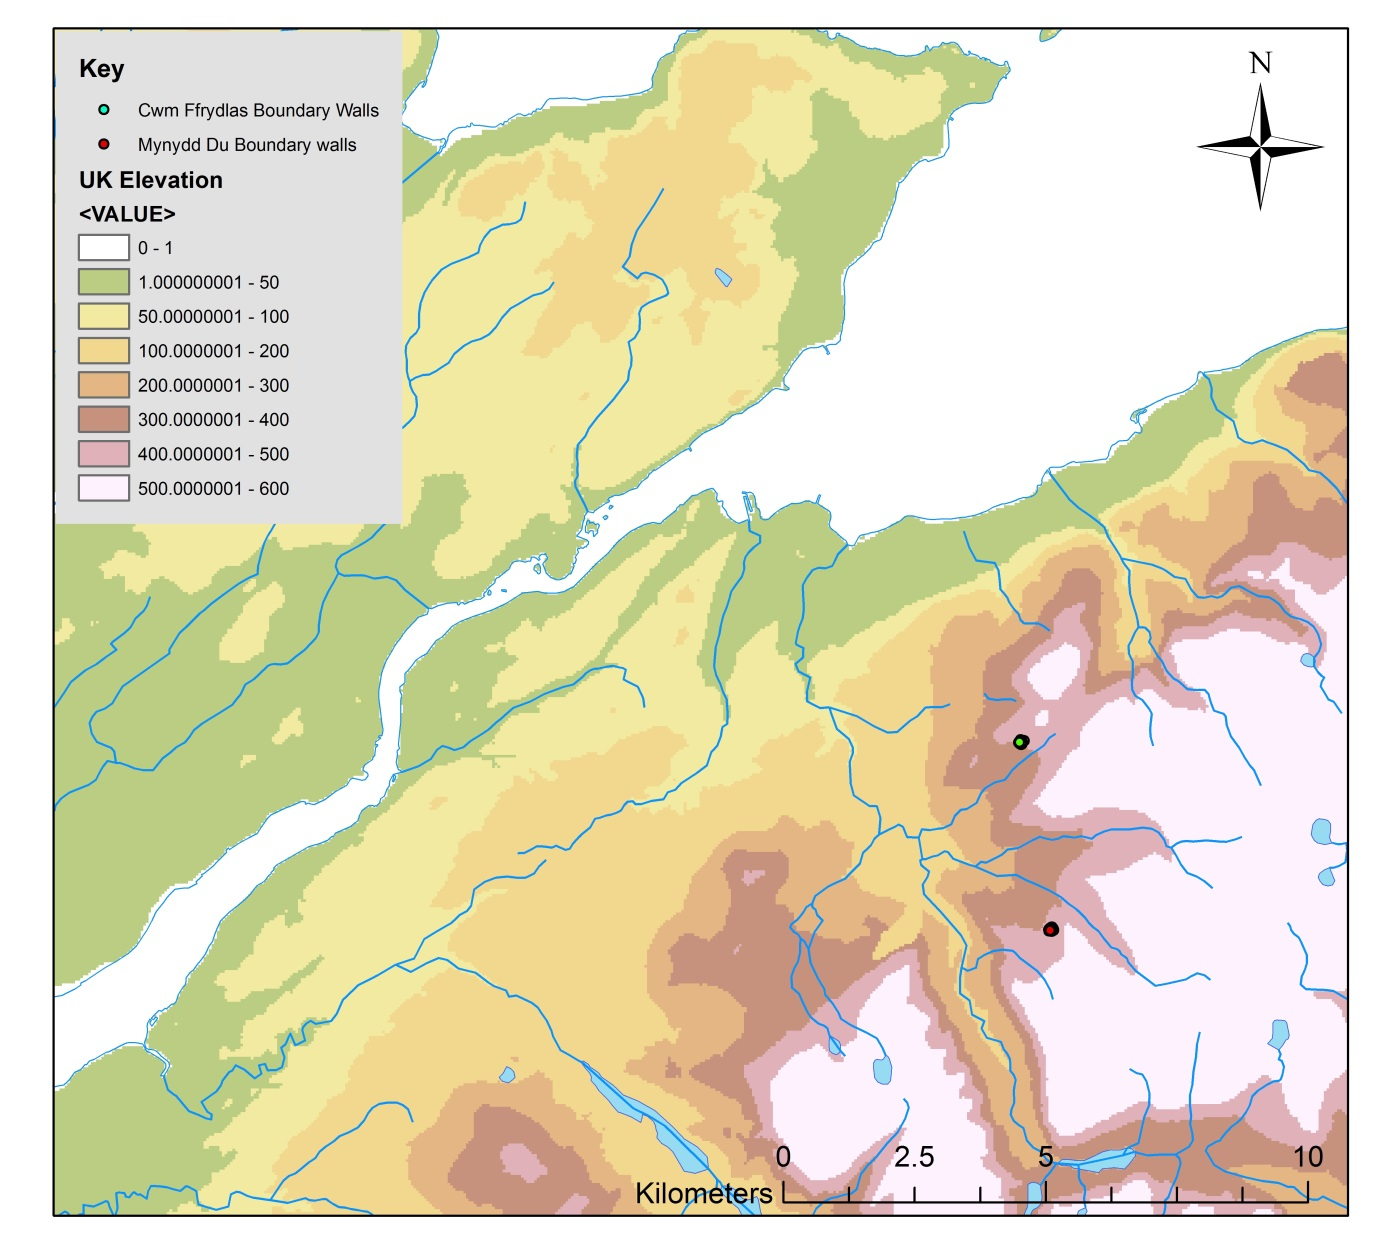 Key
Cwm Ffrydlas Boundary Walls
Mynydd Du Boundary walls
UK Elevation
<VALUE>
0 - 1
1.000000001 - 50
50.00000001 - 100
100.0000001 - 200
200.0000001 - 300
300.0000001 - 400
400.0000001 - 500
500.0000001 - 600
N
0 2.5 5 10
Kilometers